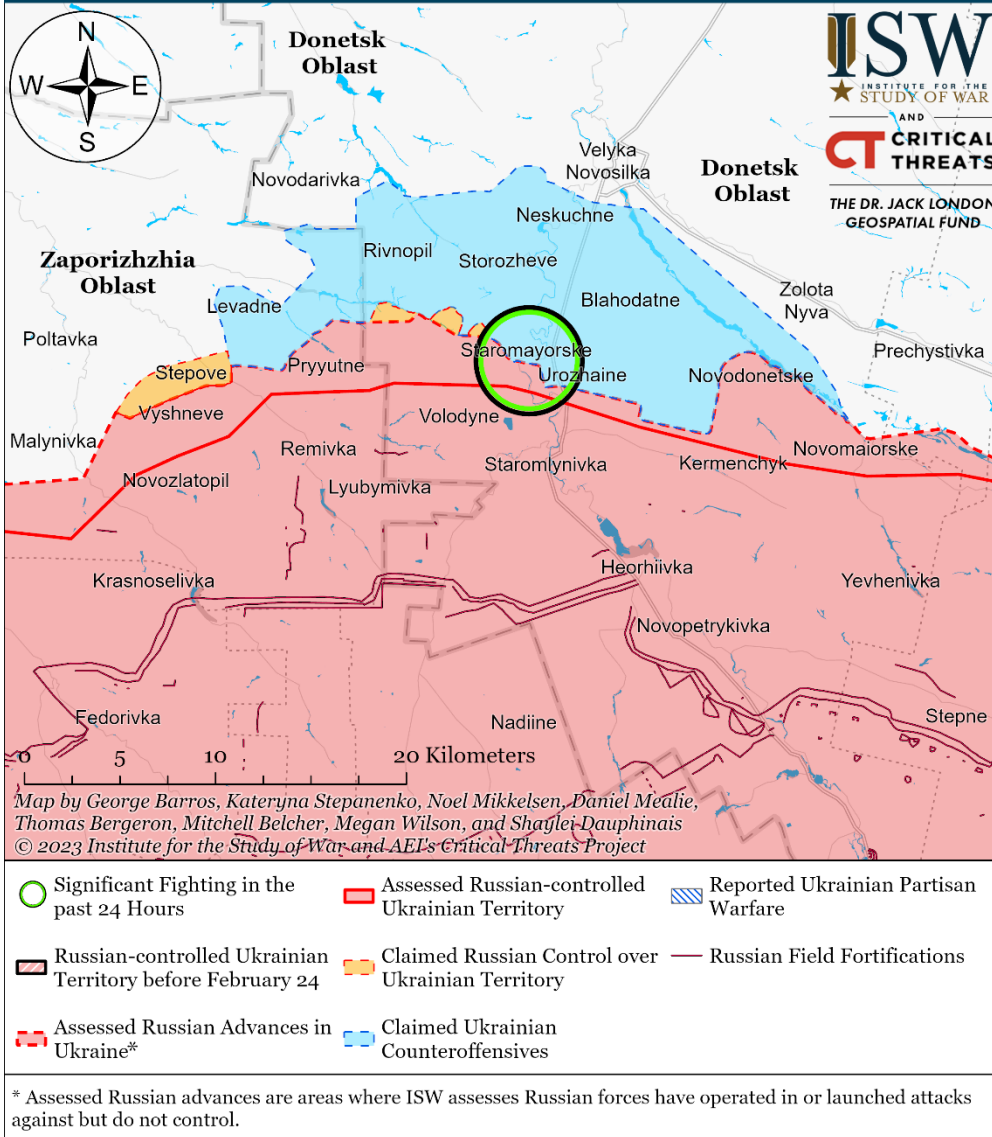 N
W
E
S
Donetsk
Oblast
ISW
INSTITUTE FOR THE
STUDY OF WAR
AND
CT CRITICAL
THREATS
THE DR. JACK LONDON
GEOSPATIAL FUND
Velyka
Novosilka
Donetsk
Oblast
Novodarivka
Neskuchne
Rivnopil
Storozheve
Zaporizhzhia
Oblast
Levadne
Blahodatne
Zolota
Nyva
Poltavka
Staromayorske
Prechystivka
Stepove
Pryyutne
Urozhaine
Novodonetske
Vyshneve
Volodyne
Malynivka
Remivka
Novomaiorske
Staromlynivka
Kermenchyk
Novozlatopil
Lyubymivka
Heorhiivka
Krasnoselivka
Yevhenivka
Novopetrykivka
Fedorivka
Nadiine
Stepne
0 5 10 20 Kilometers
Map by George Barros, Kateryna Stepanenko, Noel Mikkelsen, Daniel Mealie,
Thomas Bergeron, Mitchell Belcher, Megan Wilson, and Shaylei Dauphinais
© 2023 Institute for the Study of War and AEI's Critical Threats Project
Significant Fighting in the
past 24 Hours
Assessed Russian-controlled
Ukrainian Territory
Reported Ukrainian Partisan
Warfare
Russian-controlled Ukrainian
Territory before February 24
Claimed Russian Control over
Ukrainian Territory
Russian Field Fortifications
Assessed Russian Advances in
Ukraine*
Claimed Ukrainian
Counteroffensives
* Assessed Russian advances are areas where ISW assesses Russian forces have operated in or launched attacks
against but do not control.